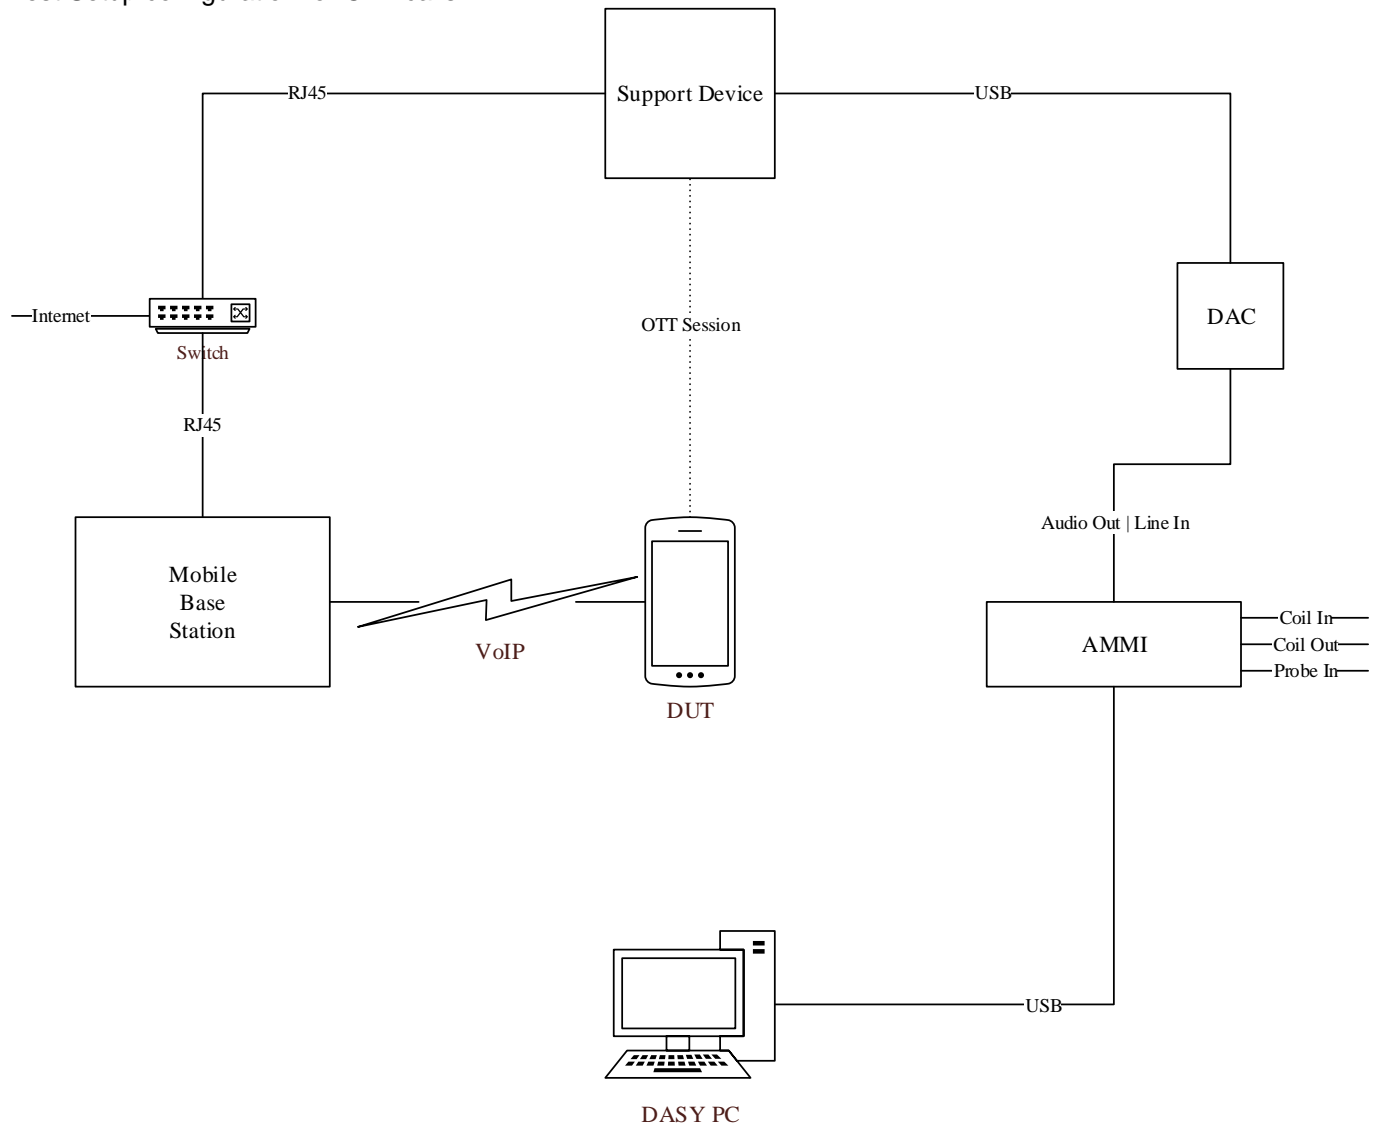 RJ45
Support Device
USB
Internet
Switch
OTT Session
DAC
RJ45
Audio Out | Line In
Mobile
Base
Station
VoIP
DUT
AMMI
Coil In
Coil Out
Probe In
USB
DASY PC